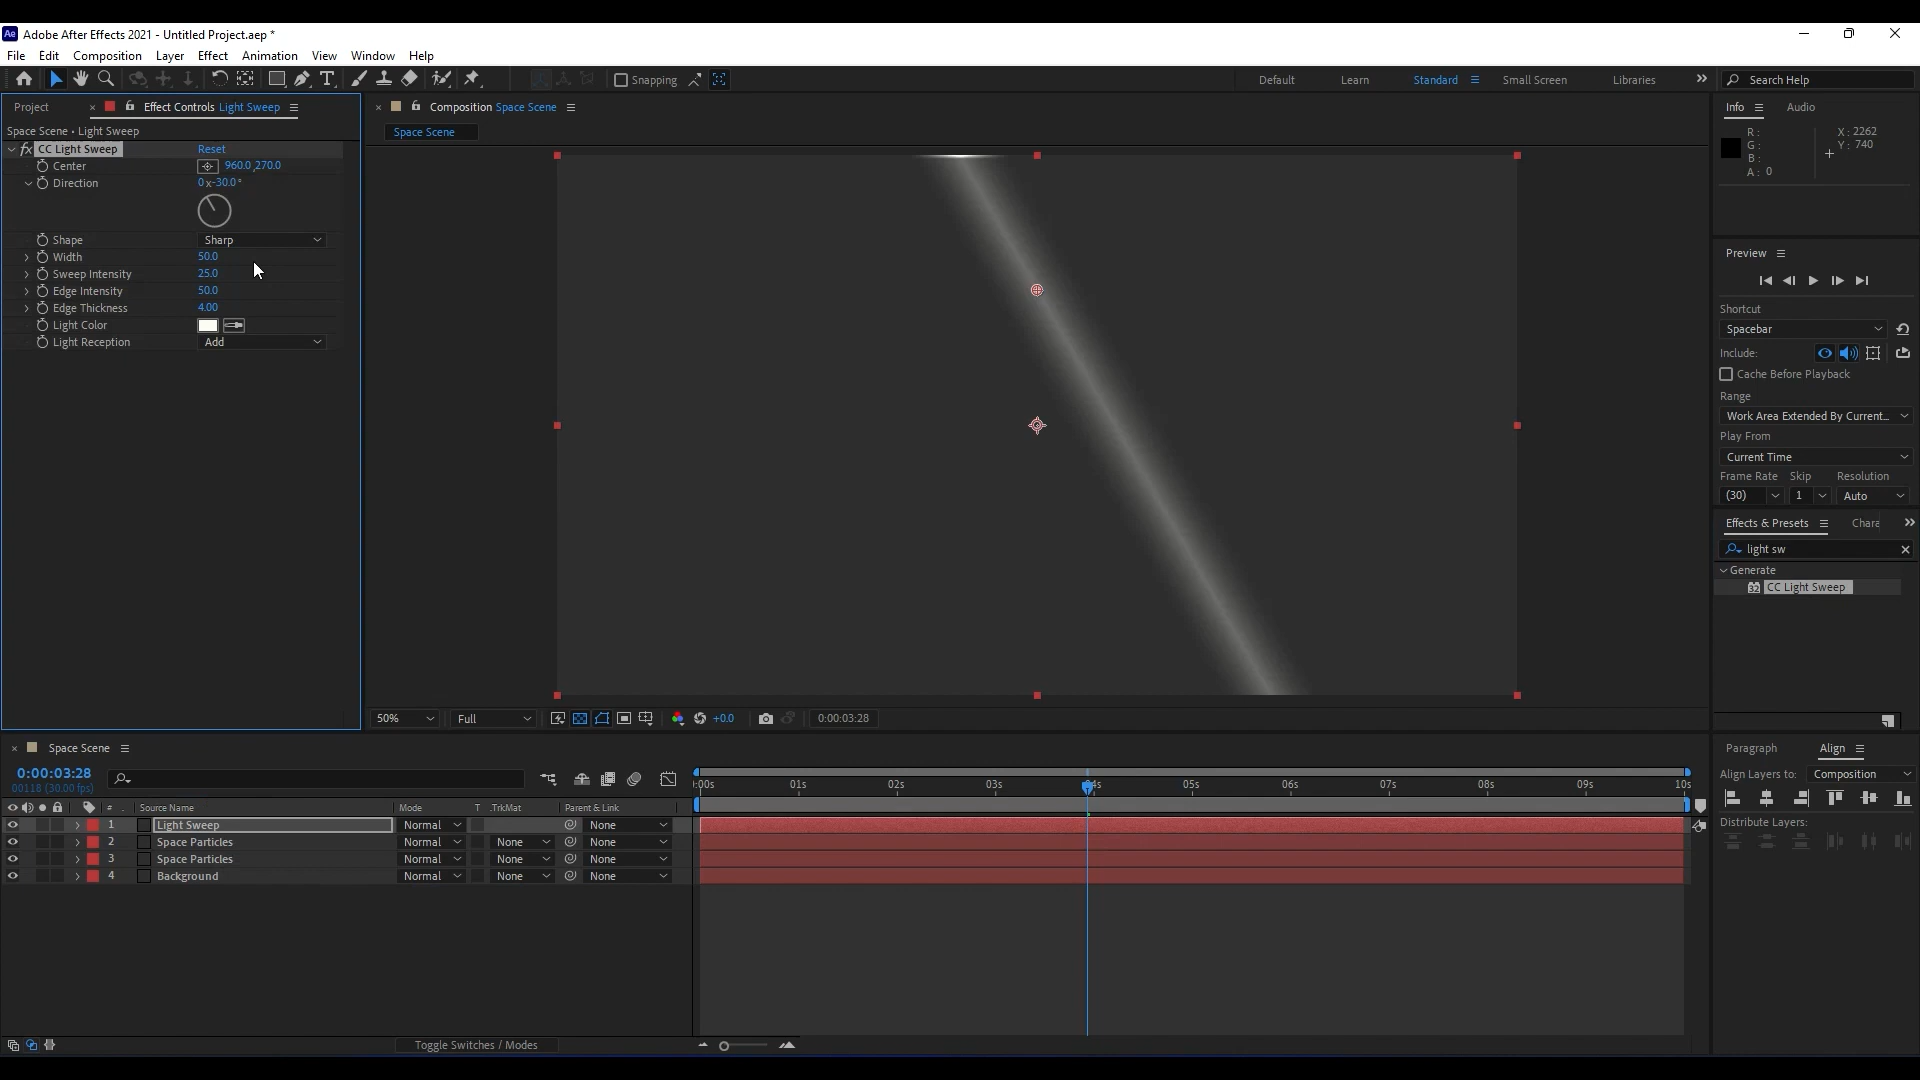 Adobe After Effects 2021 - Untitled Project.aep *
File Edit Composition Layer Effect Animation View Window Help
Snapping Default Learn Standard Small Screen Libraries Search Help
Project Effect Controls Light Sweep Composition Space Scene Info Audio
Space Scene • Light Sweep Space Scene
fx CC Light Sweep Reset
Center 960.0,270.0
Direction 0x-30.0°
Shape Sharp
Width 50.0
Sweep Intensity 25.0
Edge Intensity 50.0
Edge Thickness 4.00
Light Color
Light Reception Add
R: X: 2262
G: Y: 740
B:
A: 0
Preview
Shortcut
Spacebar
Include:
Cache Before Playback
Range
Work Area Extended By Current...
Play From
Current Time
Frame Rate Skip Resolution
(30) 1 Auto
Effects & Presets Chara
light sw
Generate
32 CC Light Sweep
50% Full +0.0 0:00:03:28
Space Scene
0:00:03:28
00118 (30.00 fps)
:00s 01s 02s 03s 04s 05s 06s 07s 08s 09s 10s
# Source Name Mode T .TrkMat Parent & Link
1 Light Sweep Normal None
2 Space Particles Normal None None
3 Space Particles Normal None None
4 Background Normal None None
Toggle Switches / Modes
Paragraph Align
Align Layers to: Composition
Distribute Layers: